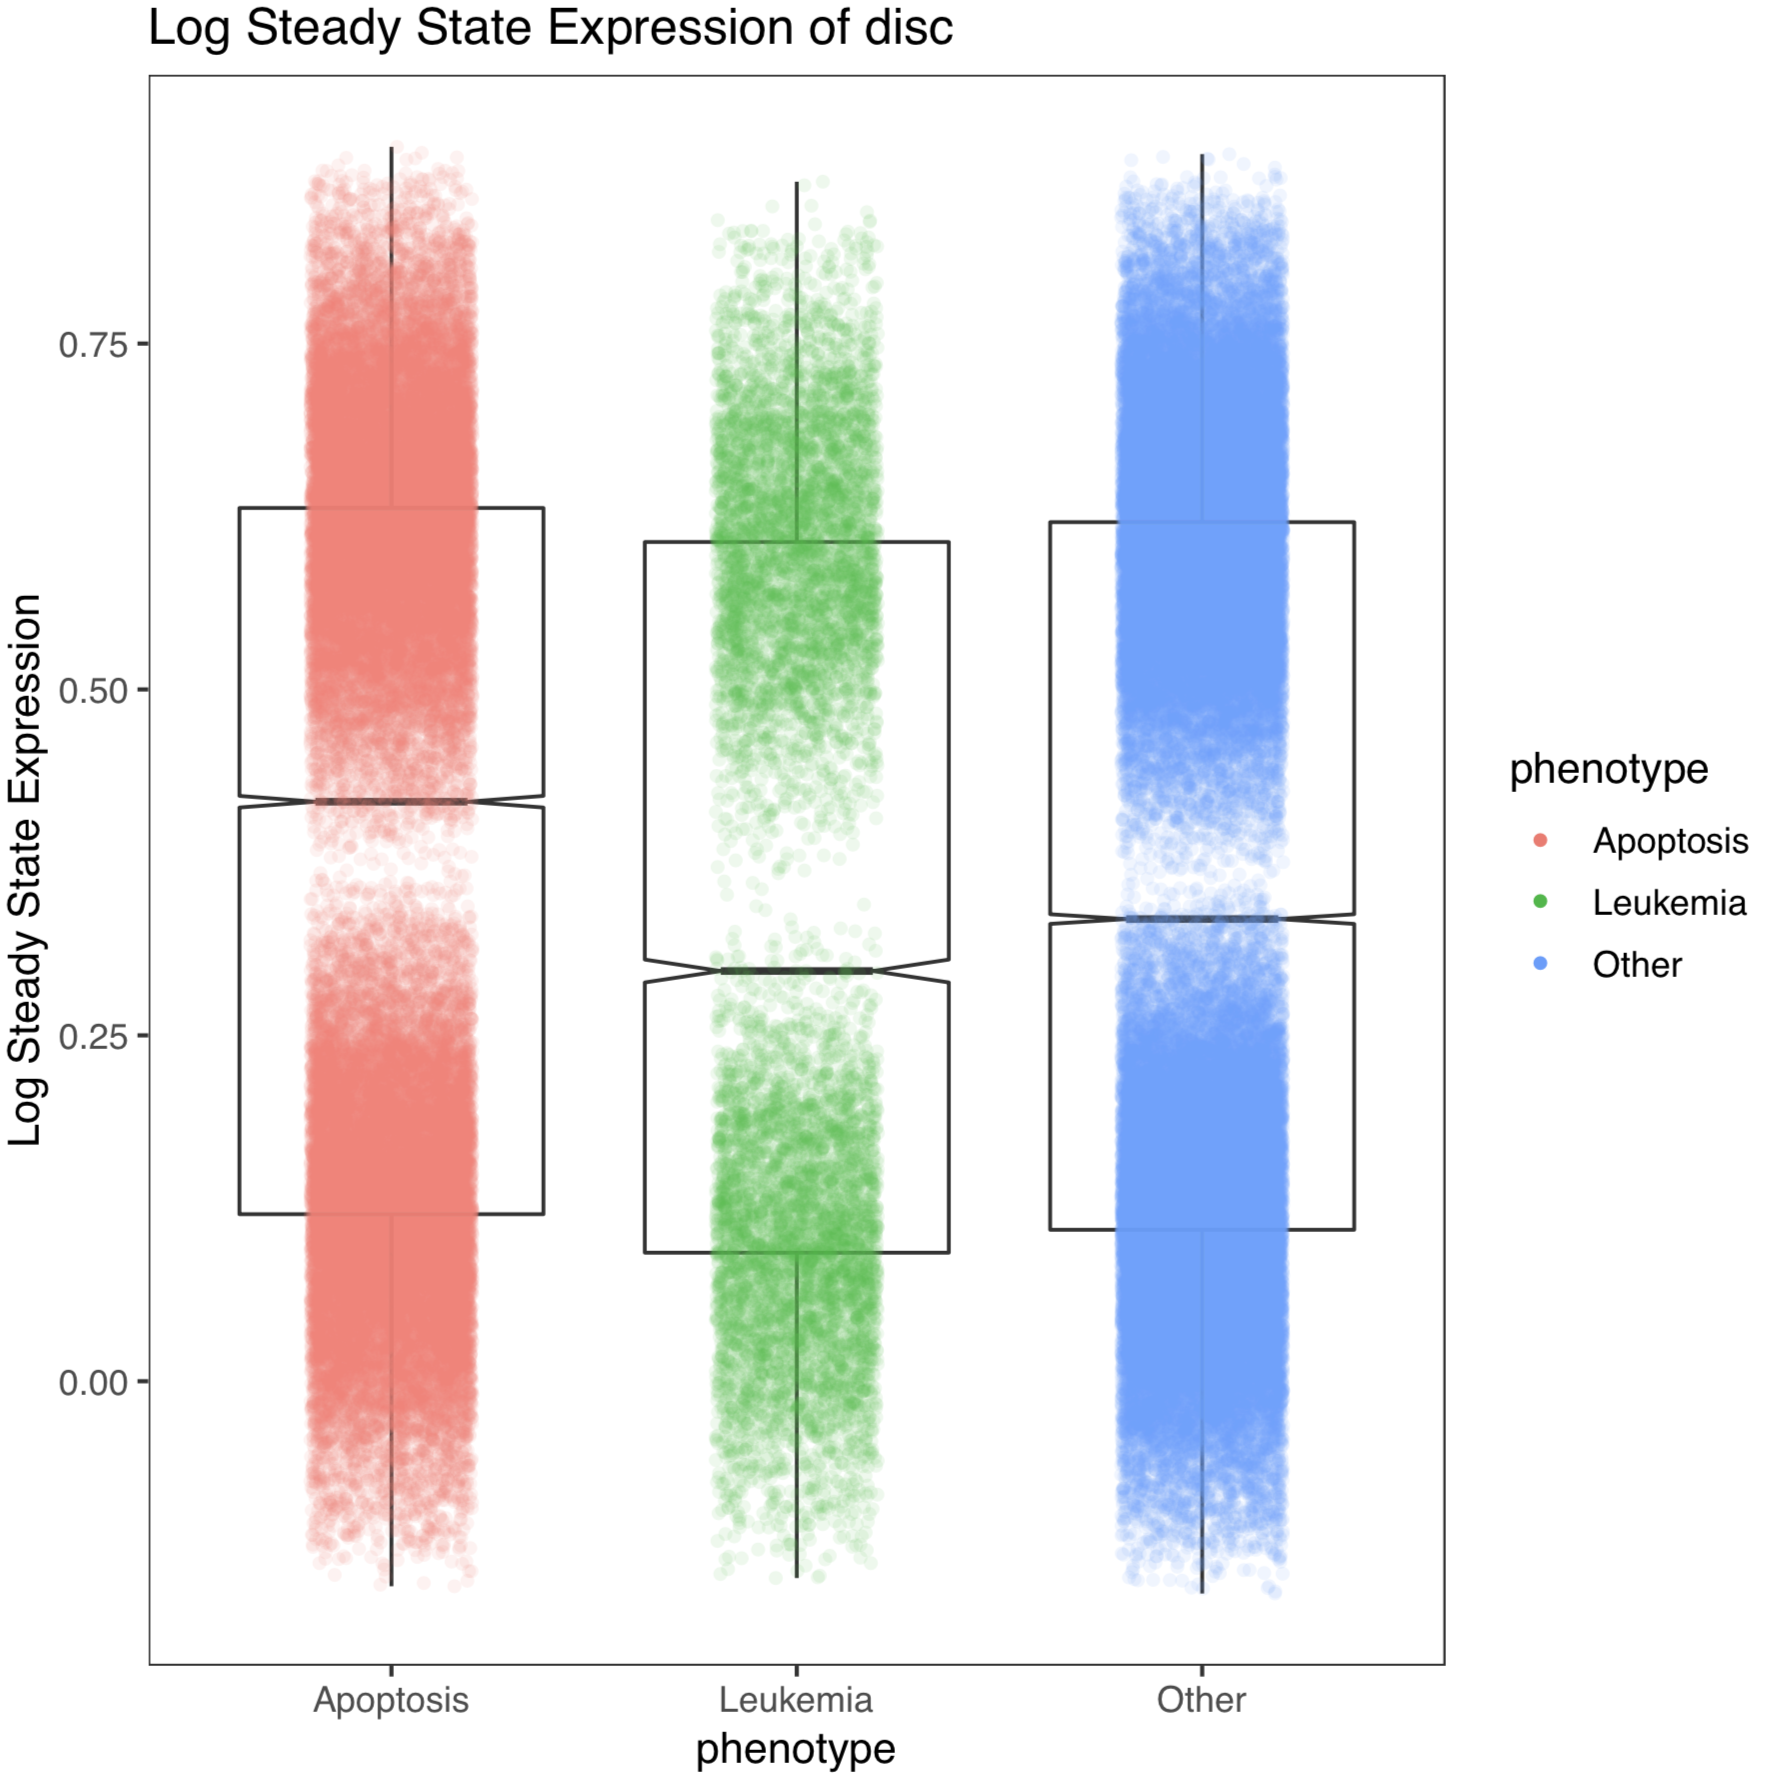 Log Steady State Expression of disc
Log Steady State Expression
0.75
0.50
0.25
0.00
Apoptosis
Leukemia
Other
phenotype
phenotype
Apoptosis
Leukemia
Other